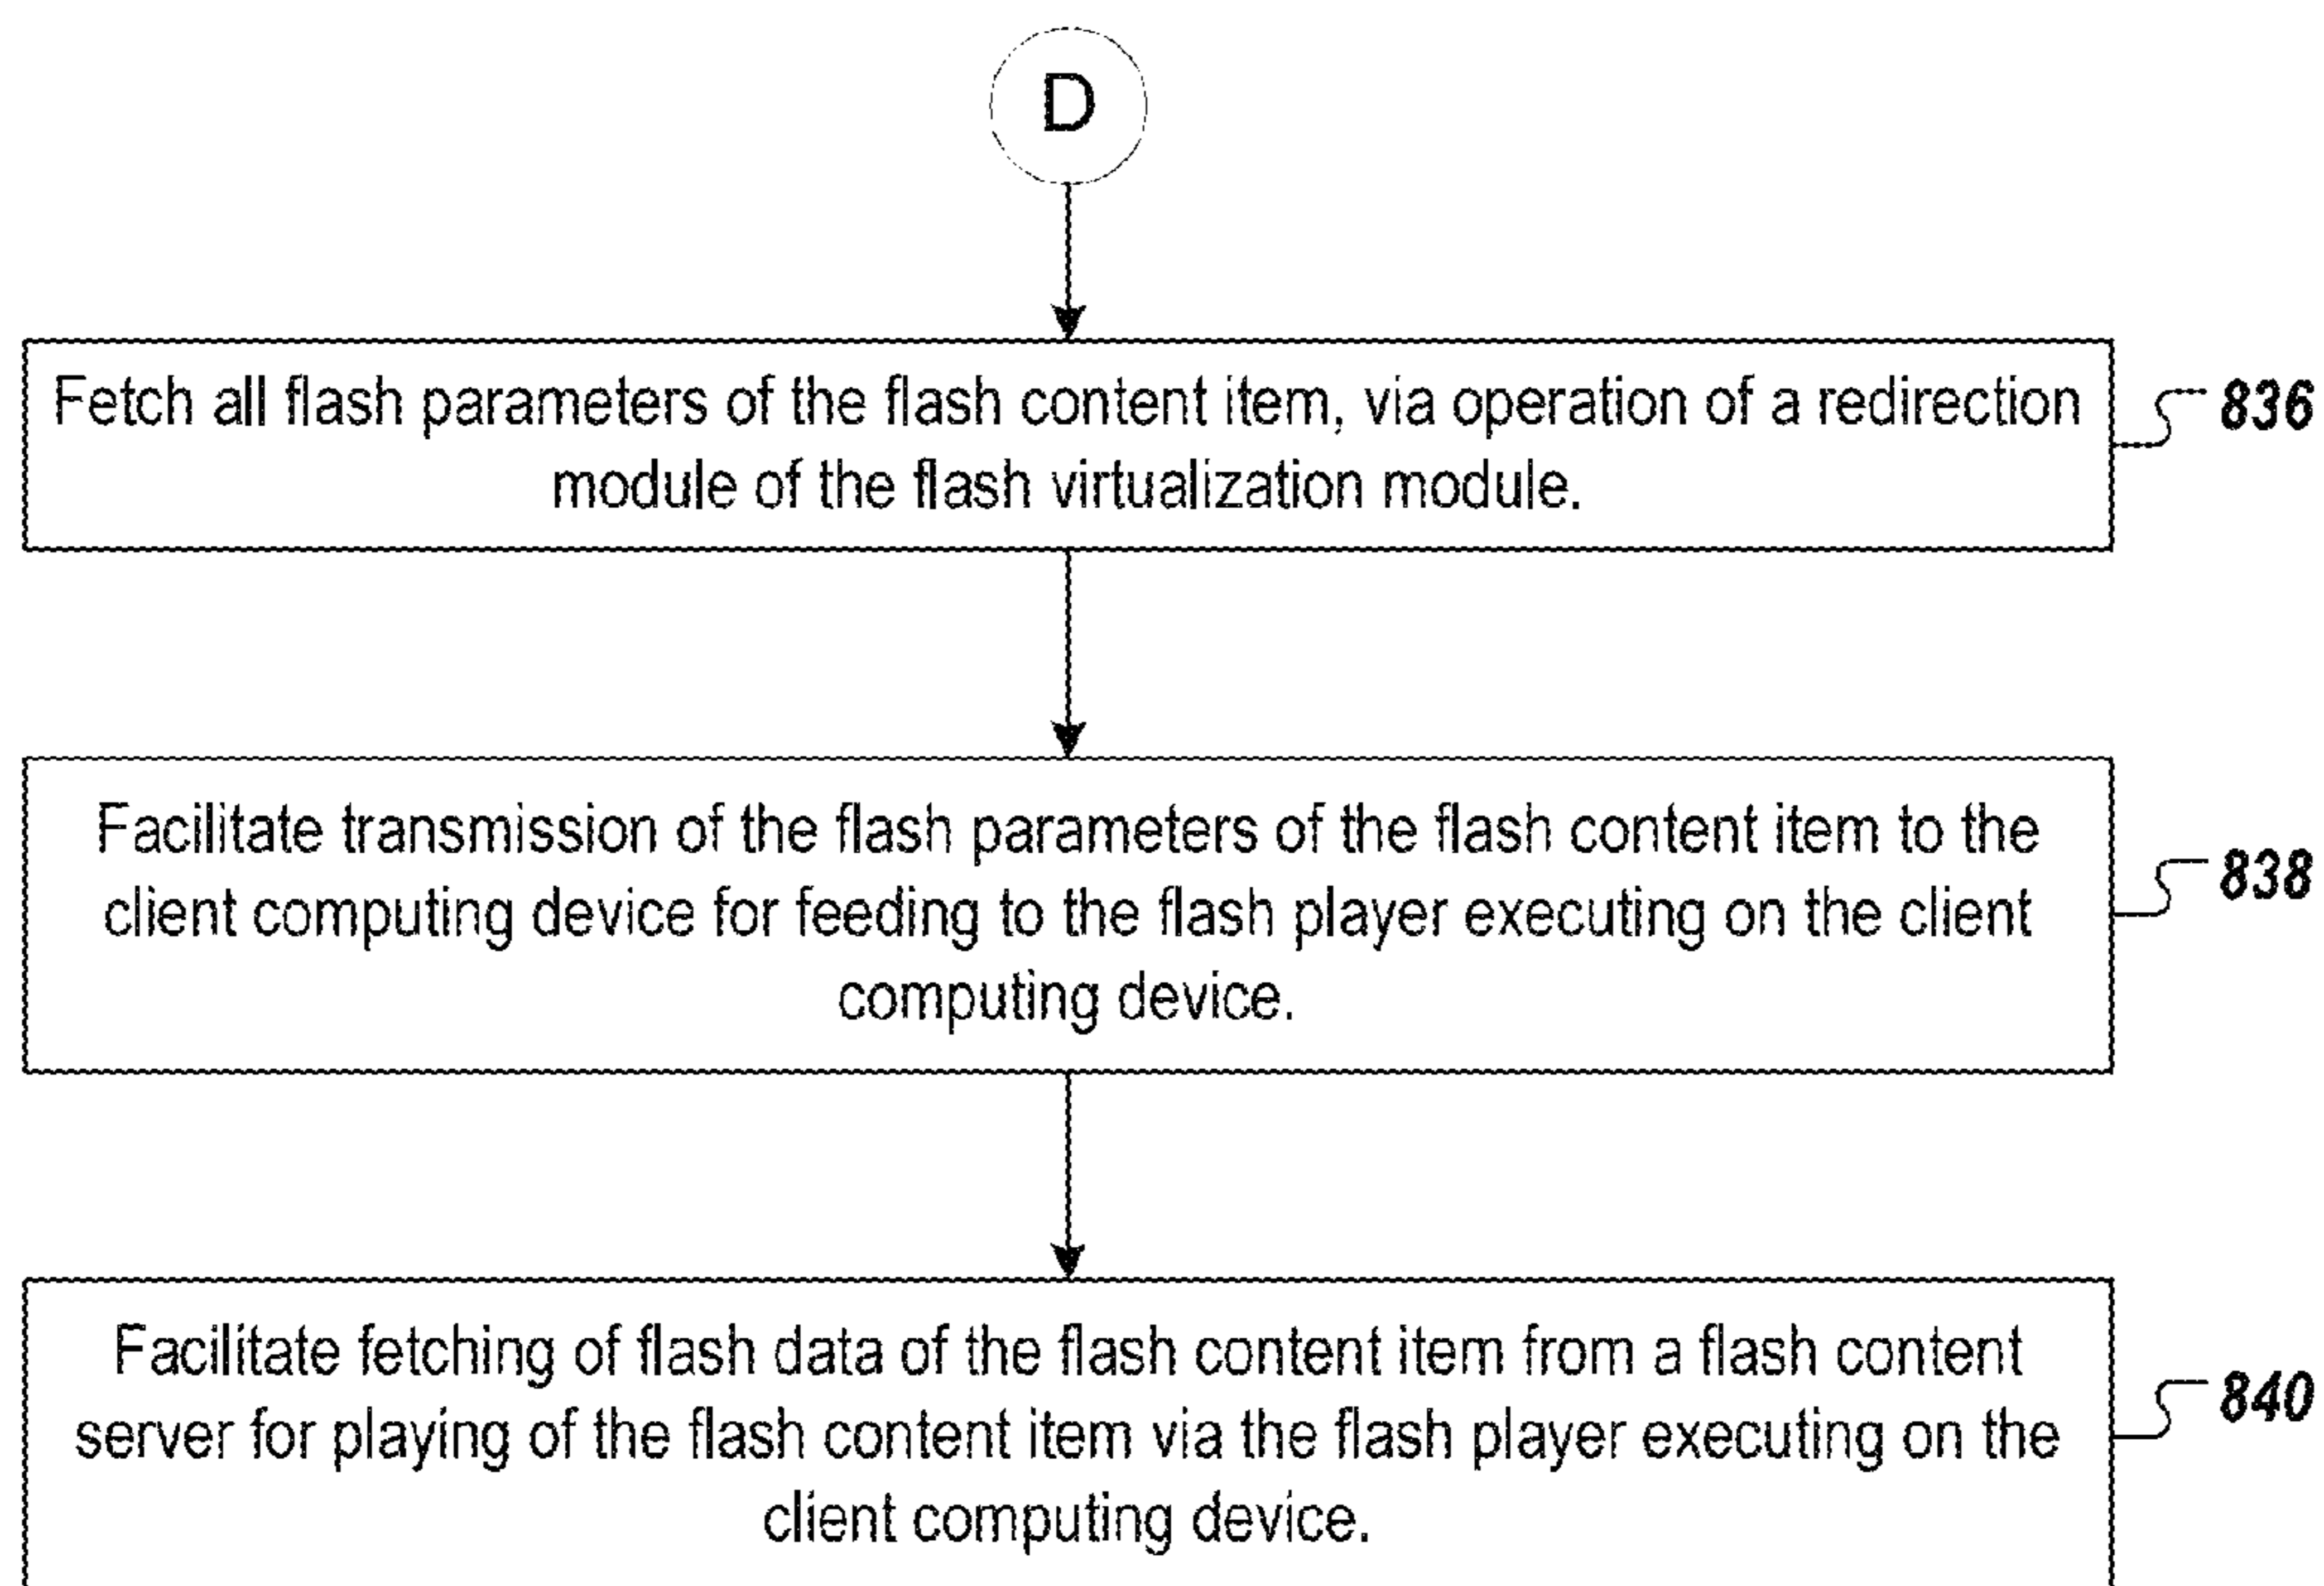 D
Fetch all flash parameters of the flash content item, via operation of a redirection
module of the flash virtualization module.
836
Facilitate transmission of the flash parameters of the flash content item to the
client computing device for feeding to the flash player executing on the client
computing device.
838
Facilitate fetching of flash data of the flash content item from a flash content
server for playing of the flash content item via the flash player executing on the
client computing device.
840